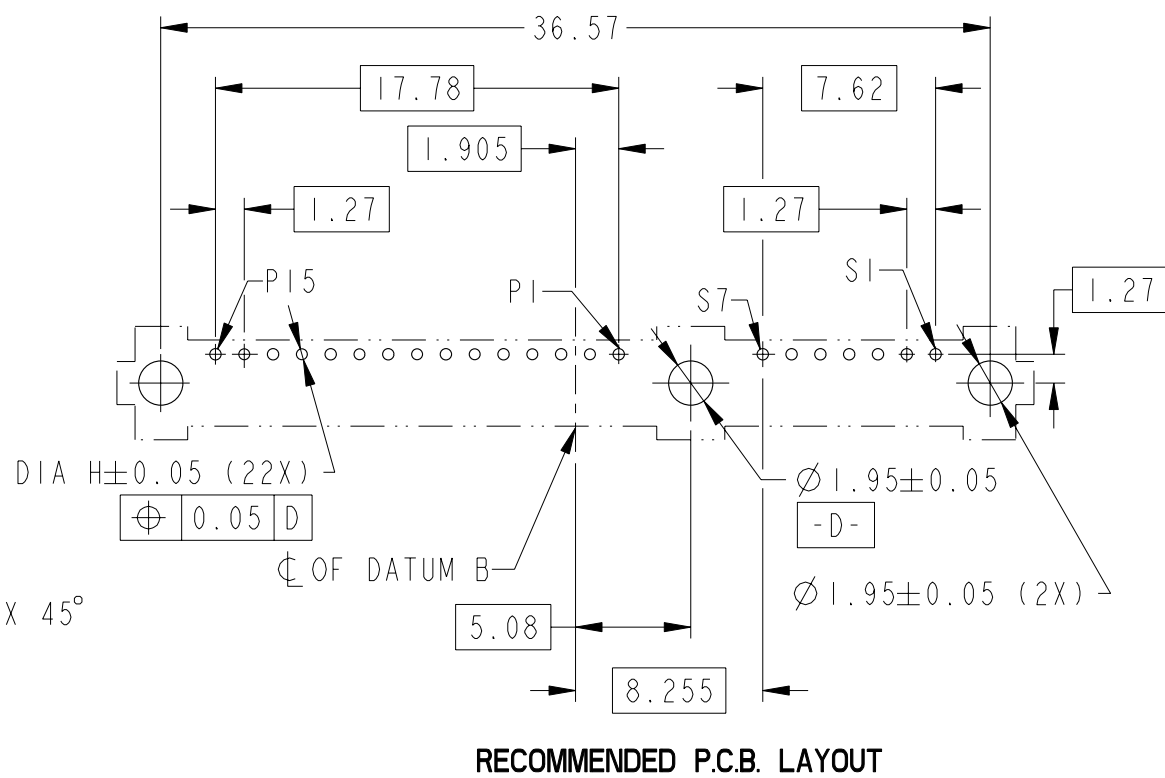 36.57
17.78
7.62
1.905
1.27
1.27
P15
P1
S7
S1
1.27
DIA H±0.05 (22X)
⌖ 0.05 D
Ø1.95±0.05
-D-
℄ OF DATUM B
Ø1.95±0.05 (2X)
X 45°
5.08
8.255
RECOMMENDED P.C.B. LAYOUT